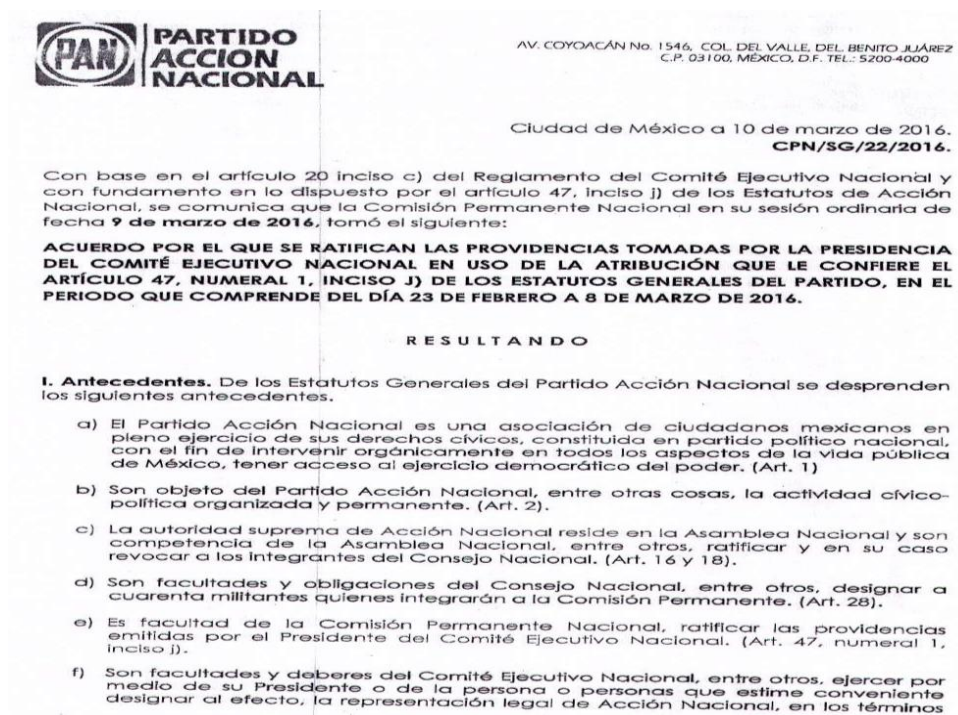 PAN
PARTIDO
ACCION
NACIONAL
AV. COYOACÁN No. 1546, COL. DEL VALLE, DEL. BENITO JUÁREZ
C.P. 03100, MÉXICO, D.F. TEL.: 5200-4000
Ciudad de México a 10 de marzo de 2016.
CPN/SG/22/2016.
Con base en el artículo 20 inciso c) del Reglamento del Comité Ejecutivo Nacional y
con fundamento en lo dispuesto por el artículo 47, inciso j) de los Estatutos de Acción
Nacional, se comunica que la Comisión Permanente Nacional en su sesión ordinaria de
fecha 9 de marzo de 2016, tomó el siguiente:
ACUERDO POR EL QUE SE RATIFICAN LAS PROVIDENCIAS TOMADAS POR LA PRESIDENCIA
DEL COMITÉ EJECUTIVO NACIONAL EN USO DE LA ATRIBUCIÓN QUE LE CONFIERE EL
ARTÍCULO 47, NUMERAL 1, INCISO J) DE LOS ESTATUTOS GENERALES DEL PARTIDO, EN EL
PERIODO QUE COMPRENDE DEL DÍA 23 DE FEBRERO A 8 DE MARZO DE 2016.
R E S U L T A N D O
I. Antecedentes. De los Estatutos Generales del Partido Acción Nacional se desprenden
los siguientes antecedentes.
a) El Partido Acción Nacional es una asociación de ciudadanos mexicanos en
pleno ejercicio de sus derechos cívicos, constituida en partido político nacional,
con el fin de intervenir orgánicamente en todos los aspectos de la vida pública
de México, tener acceso al ejercicio democrático del poder. (Art. 1)
b) Son objeto del Partido Acción Nacional, entre otras cosas, la actividad cívico-
política organizada y permanente. (Art. 2).
c) La autoridad suprema de Acción Nacional reside en la Asamblea Nacional y son
competencia de la Asamblea Nacional, entre otros, ratificar y en su caso
revocar a los integrantes del Consejo Nacional. (Art. 16 y 18).
d) Son facultades y obligaciones del Consejo Nacional, entre otros, designar a
cuarenta militantes quienes integrarán a la Comisión Permanente. (Art. 28).
e) Es facultad de la Comisión Permanente Nacional, ratificar las providencias
emitidas por el Presidente del Comité Ejecutivo Nacional. (Art. 47, numeral 1,
inciso j).
f) Son facultades y deberes del Comité Ejecutivo Nacional, entre otros, ejercer por
medio de su Presidente o de la persona o personas que estime conveniente
designar al efecto, la representación legal de Acción Nacional, en los términos